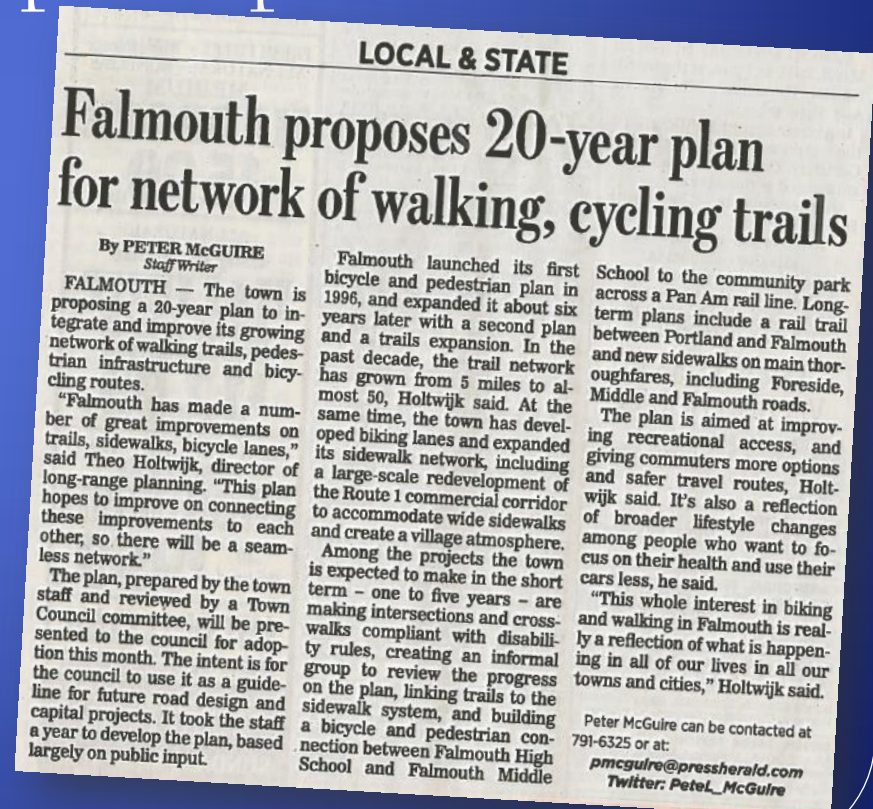 LOCAL & STATE
Falmouth proposes 20-year plan
for network of walking, cycling trails
By PETER McGUIRE
Staff Writer
FALMOUTH — The town is
proposing a 20-year plan to in-
tegrate and improve its growing
network of walking trails, pedes-
trian infrastructure and bicy-
cling routes.
“Falmouth has made a num-
ber of great improvements on
trails, sidewalks, bicycle lanes,”
said Theo Holtwijk, director of
long-range planning. “This plan
hopes to improve on connecting
these improvements to each
other, so there will be a seam-
less network.”
The plan, prepared by the town
staff and reviewed by a Town
Council committee, will be pre-
sented to the council for adop-
tion this month. The intent is for
the council to use it as a guide-
line for future road design and
capital projects. It took the staff
a year to develop the plan, based
largely on public input.
Falmouth launched its first
bicycle and pedestrian plan in
1996, and expanded it about six
years later with a second plan
and a trails expansion. In the
past decade, the trail network
has grown from 5 miles to al-
most 50, Holtwijk said. At the
same time, the town has devel-
oped biking lanes and expanded
its sidewalk network, including
a large-scale redevelopment of
the Route 1 commercial corridor
to accommodate wide sidewalks
and create a village atmosphere.
Among the projects the town
is expected to make in the short
term – one to five years – are
making intersections and cross-
walks compliant with disabili-
ty rules, creating an informal
group to review the progress
on the plan, linking trails to the
sidewalk system, and building
a bicycle and pedestrian con-
nection between Falmouth High
School and Falmouth Middle
School to the community park
across a Pan Am rail line. Long-
term plans include a rail trail
between Portland and Falmouth
and new sidewalks on main thor-
oughfares, including Foreside,
Middle and Falmouth roads.
The plan is aimed at improv-
ing recreational access, and
giving commuters more options
and safer travel routes, Holt-
wijk said. It’s also a reflection
of broader lifestyle changes
among people who want to fo-
cus on their health and use their
cars less, he said.
“This whole interest in biking
and walking in Falmouth is real-
ly a reflection of what is happen-
ing in all of our lives in all our
towns and cities,” Holtwijk said.
Peter McGuire can be contacted at
791-6325 or at:
pmcguire@pressherald.com
Twitter: PeteL_McGuire